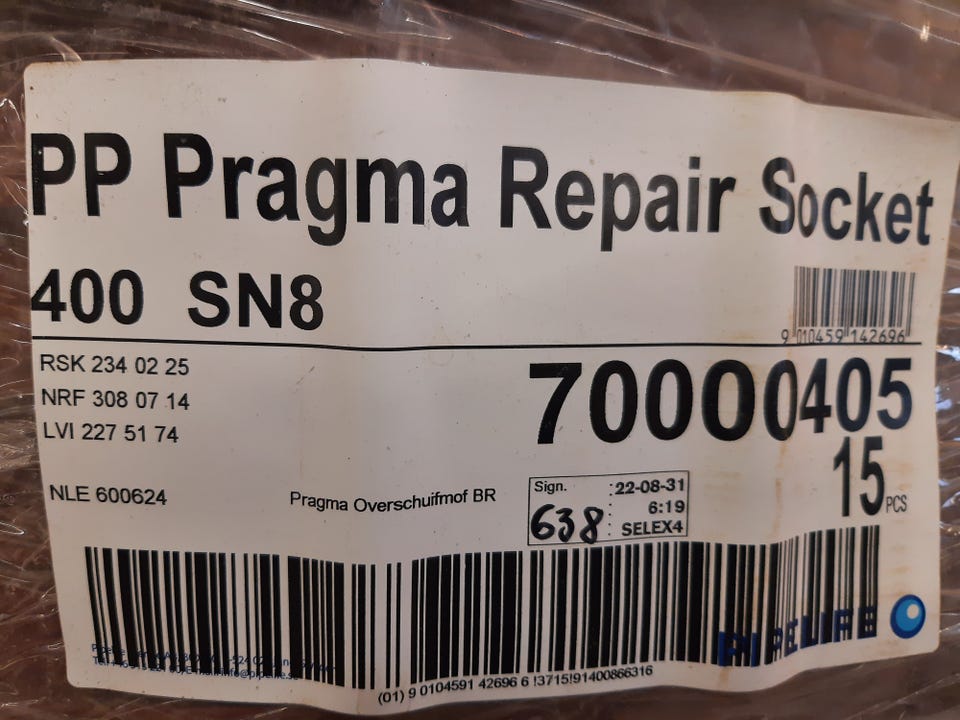 PP Pragma Repair Socket
400 SN8
9 010459 142696
RSK 234 02 25
NRF 308 07 14
LVI 227 51 74
70000405
15 PCS
NLE 600624
Pragma Overschuifmof BR
Sign. : 22-08-31
638 : 6:19
: SELEX4
PIPELIFE
(01) 9 0104591 42696 6 !3715!91400866316